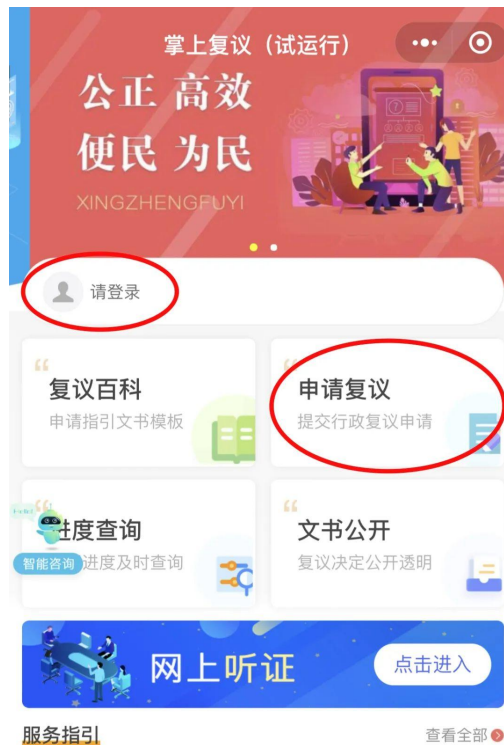 掌上复议（试运行）
公正 高效
便民 为民
XINGZHENGFUYI
请登录
复议百科
申请指引文书模板
申请复议
提交行政复议申请
进度查询
进度及时查询
智能咨询
文书公开
复议决定公开透明
网上听证
点击进入
服务指引
查看全部